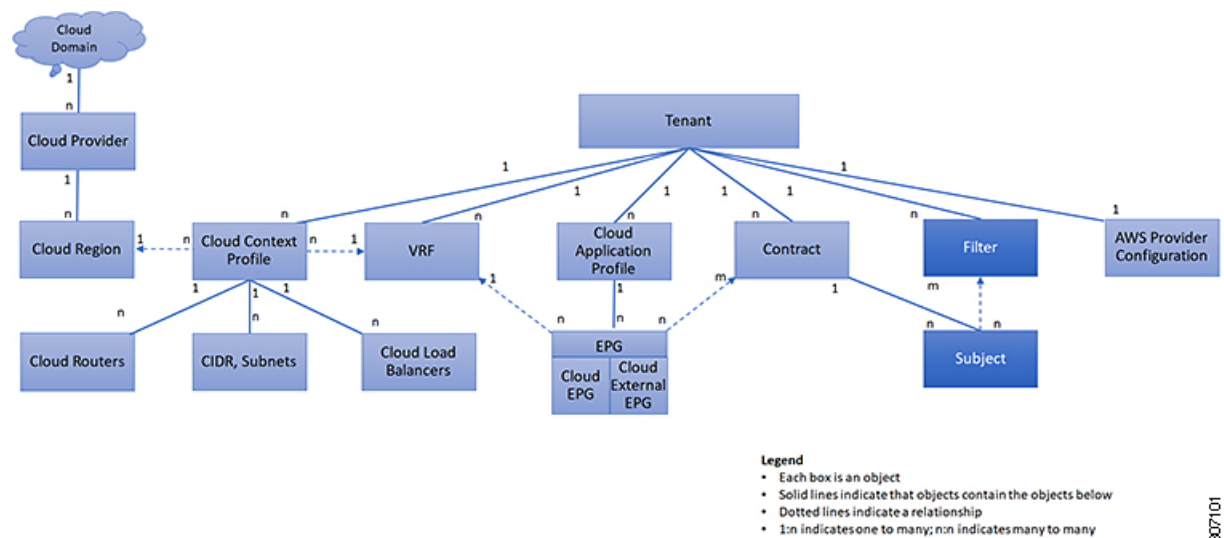 Cloud
Domain
1
n
Cloud Provider
Tenant
1
n
1
1
1
1
1
1
n
n
n
n
n
1
Cloud Region
1
n
Cloud Context
Profile
n
1
VRF
Cloud
Application
Profile
Contract
Filter
AWS Provider
Configuration
1
1
1
1
1
m
1
m
n
n
n
n
n
n
n
n
Cloud Routers
CIDR, Subnets
Cloud Load
Balancers
EPG
Cloud
EPG
Cloud
External
EPG
Subject
Legend
• Each box is an object
• Solid lines indicate that objects contain the objects below
• Dotted lines indicate a relationship
• 1:n indicates one to many; n:n indicates many to many